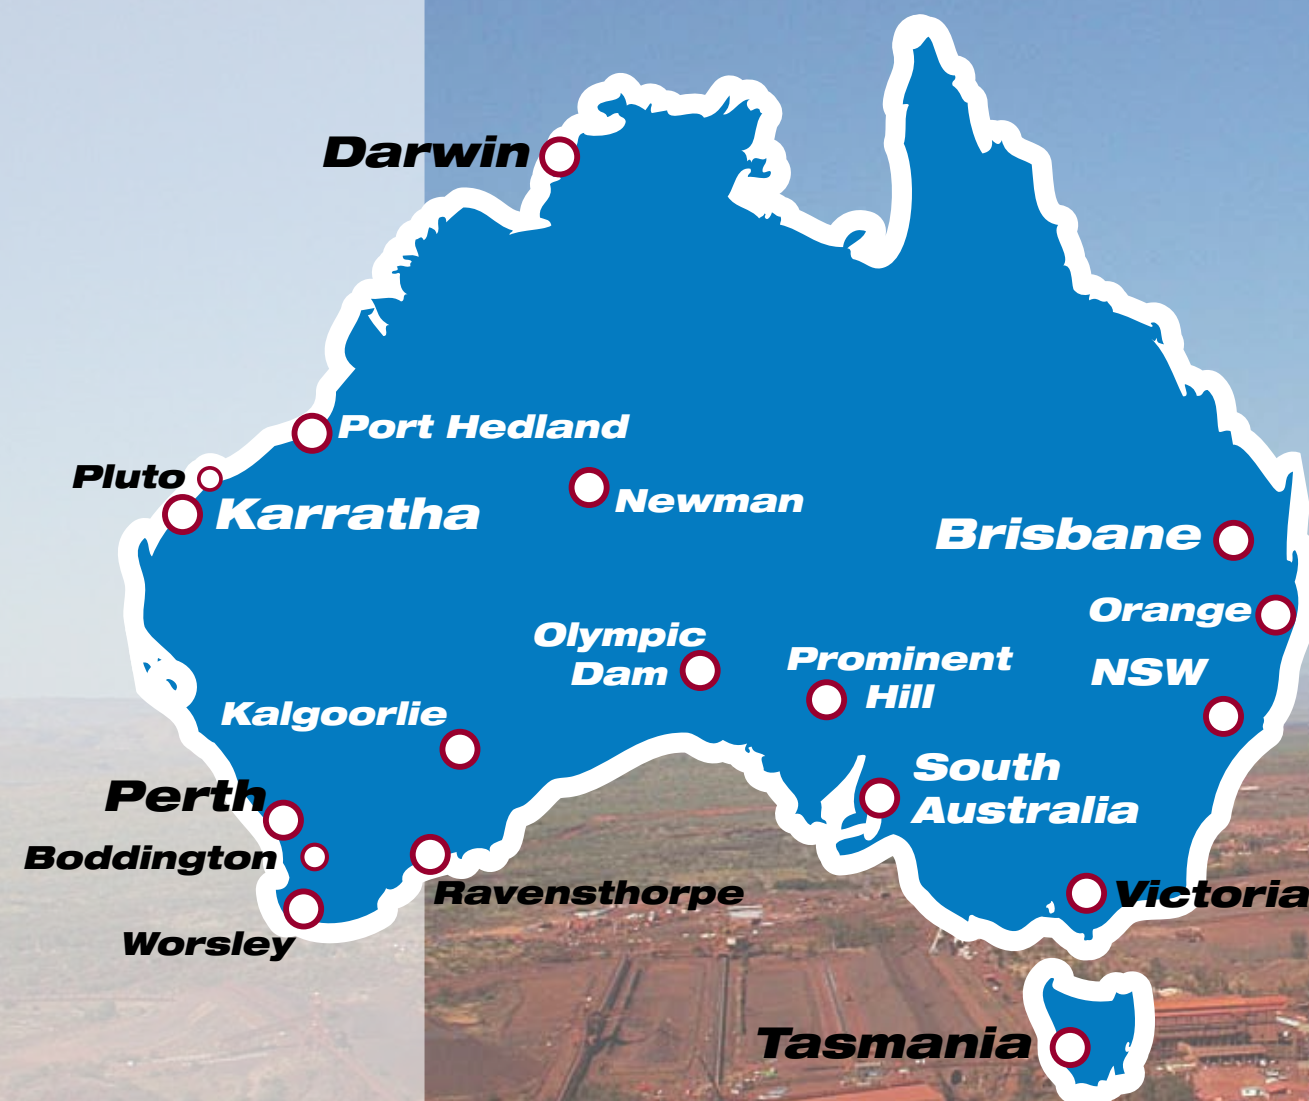 Darwin
Port Hedland
Pluto
Karratha
Newman
Brisbane
Orange
Olympic
Dam
Prominent
Hill
NSW
Kalgoorlie
South
Australia
Perth
Boddington
Ravensthorpe
Victoria
Worsley
Tasmania